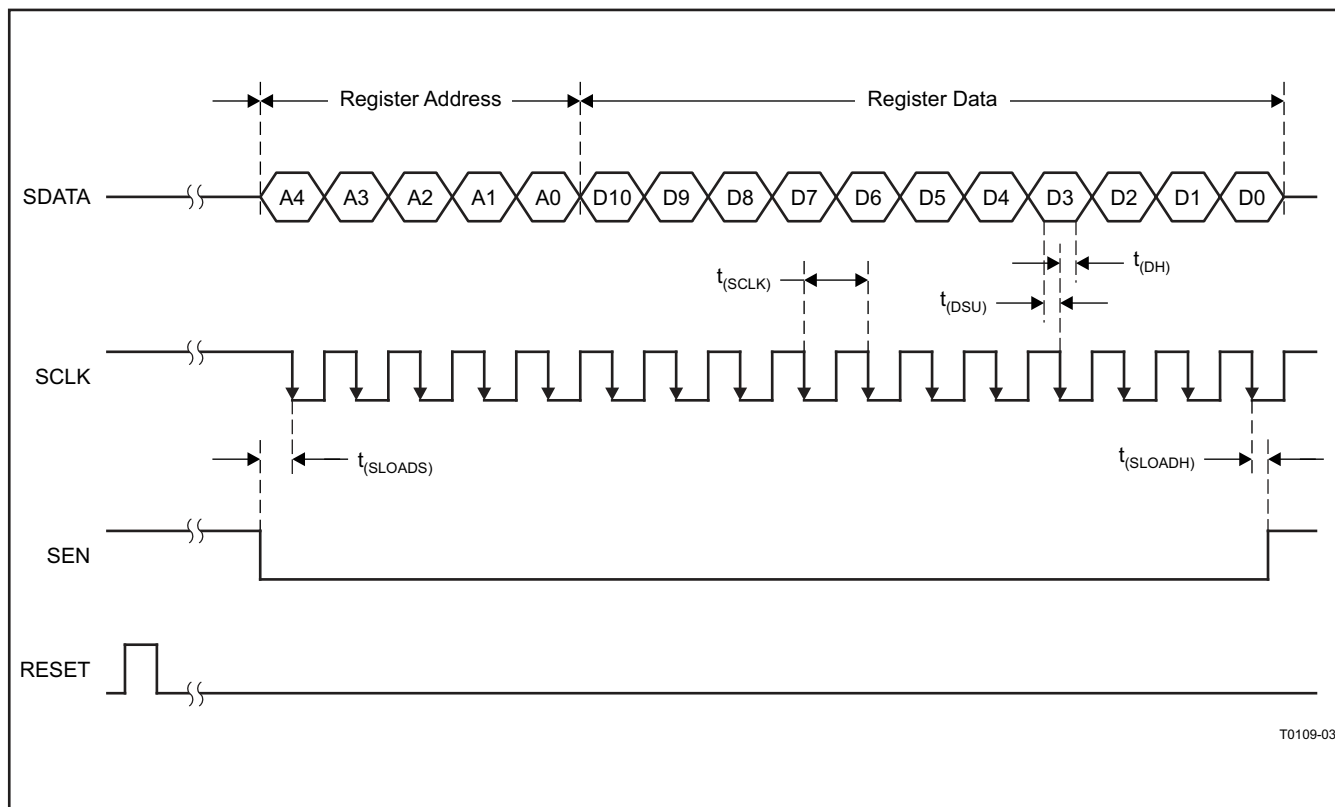 Register Address
Register Data
SDATA
A4 A3 A2 A1 A0 D10 D9 D8 D7 D6 D5 D4 D3 D2 D1 D0
t(SCLK)
t(DH)
t(DSU)
SCLK
t(SLOADS)
t(SLOADH)
SEN
RESET
T0109-03